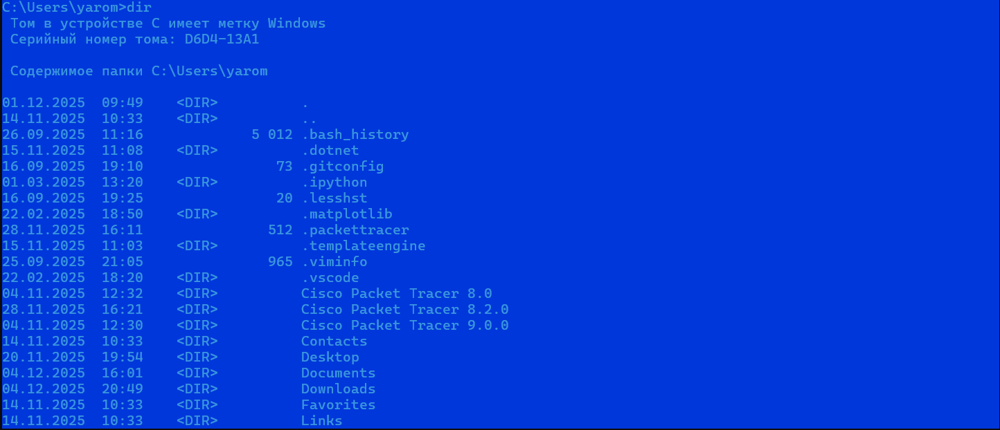 C:\Users\yarom>dir
Том в устройстве C имеет метку Windows
Серийный номер тома: D6D4-13A1
Содержимое папки C:\Users\yarom
01.12.2025  09:49    <DIR>          .
14.11.2025  10:33    <DIR>          ..
26.09.2025  11:16             5 012 .bash_history
15.11.2025  11:08    <DIR>          .dotnet
16.09.2025  19:10                73 .gitconfig
01.03.2025  13:20    <DIR>          .ipython
16.09.2025  19:25                20 .lesshst
22.02.2025  18:50    <DIR>          .matplotlib
28.11.2025  16:11               512 .packettracer
15.11.2025  11:03    <DIR>          .templateengine
25.09.2025  21:05               965 .viminfo
22.02.2025  18:20    <DIR>          .vscode
04.11.2025  12:32    <DIR>          Cisco Packet Tracer 8.0
28.11.2025  16:21    <DIR>          Cisco Packet Tracer 8.2.0
04.11.2025  12:30    <DIR>          Cisco Packet Tracer 9.0.0
14.11.2025  10:33    <DIR>          Contacts
20.11.2025  19:54    <DIR>          Desktop
04.12.2025  16:01    <DIR>          Documents
04.12.2025  20:49    <DIR>          Downloads
14.11.2025  10:33    <DIR>          Favorites
14.11.2025  10:33    <DIR>          Links